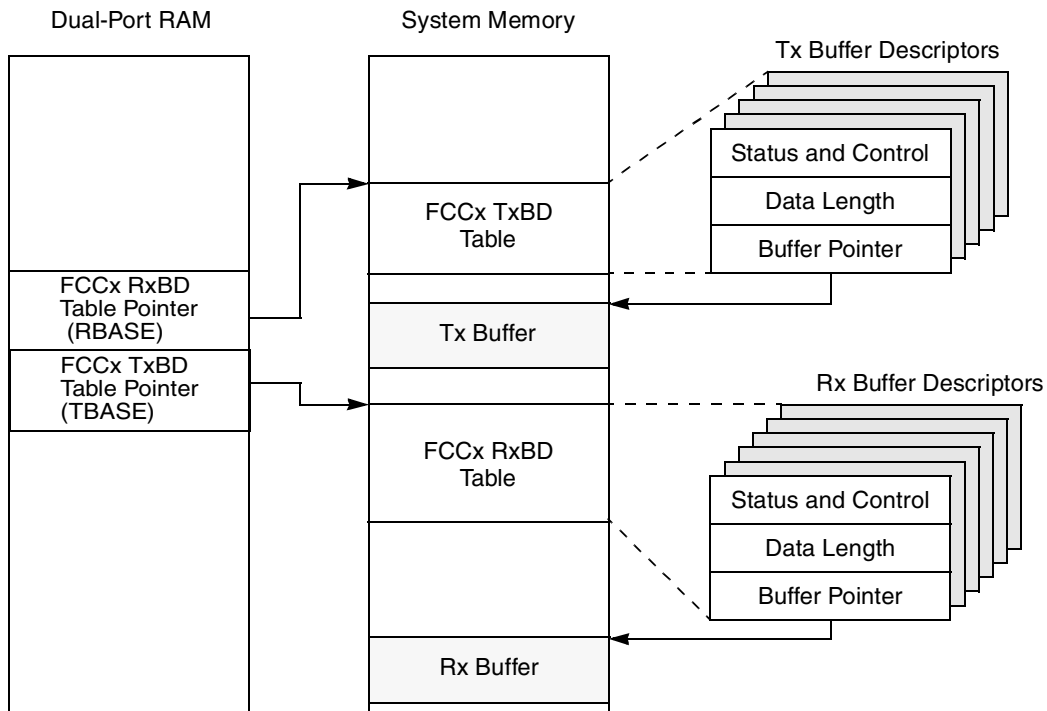 Dual-Port RAM
System Memory
Tx Buffer Descriptors
Status and Control
Data Length
Buffer Pointer
FCCx TxBD
Table
FCCx RxBD
Table Pointer
(RBASE)
Tx Buffer
FCCx TxBD
Table Pointer
(TBASE)
Rx Buffer Descriptors
FCCx RxBD
Table
Status and Control
Data Length
Buffer Pointer
Rx Buffer